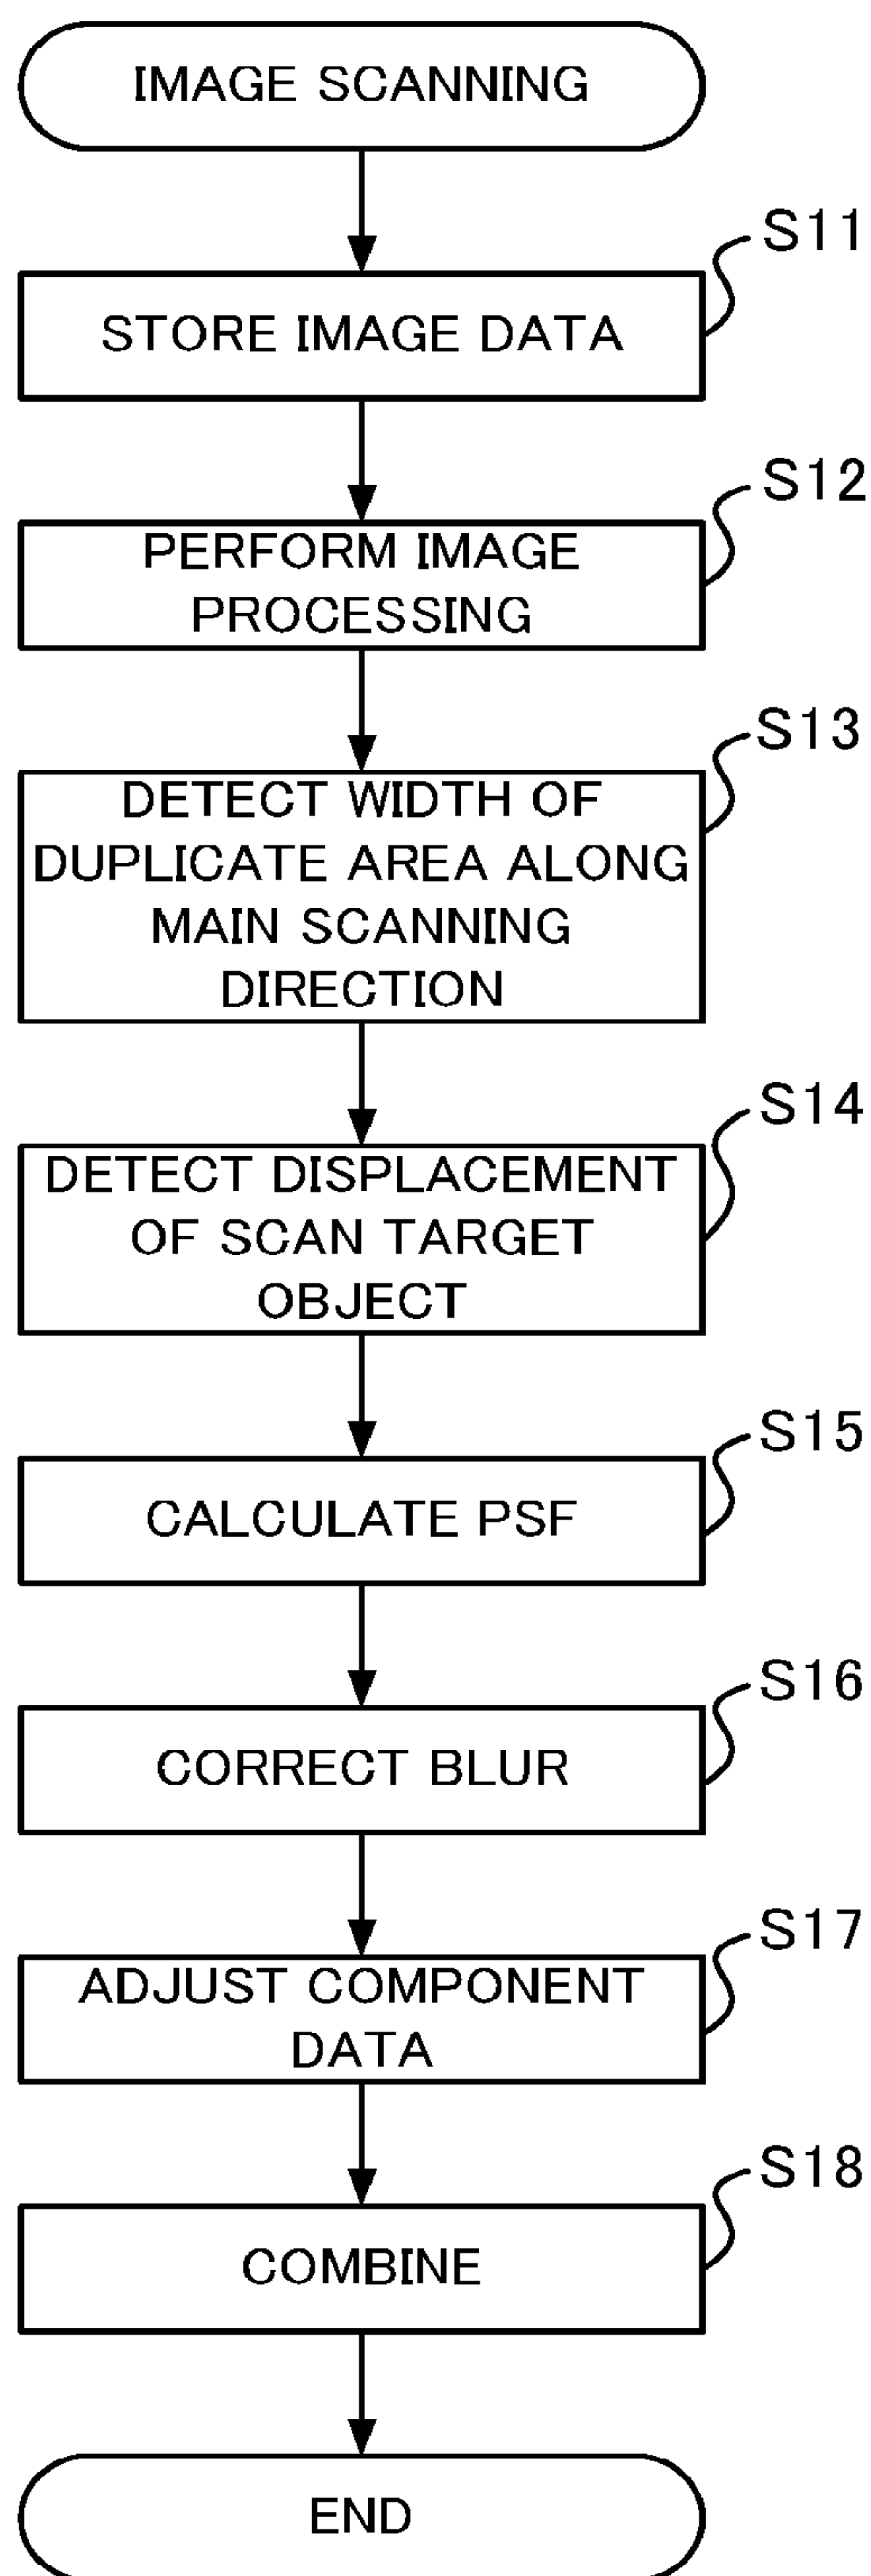 IMAGE SCANNING
S11
STORE IMAGE DATA
S12
PERFORM IMAGE
PROCESSING
S13
DETECT WIDTH OF
DUPLICATE AREA ALONG
MAIN SCANNING
DIRECTION
S14
DETECT DISPLACEMENT
OF SCAN TARGET
OBJECT
S15
CALCULATE PSF
S16
CORRECT BLUR
S17
ADJUST COMPONENT
DATA
S18
COMBINE
END